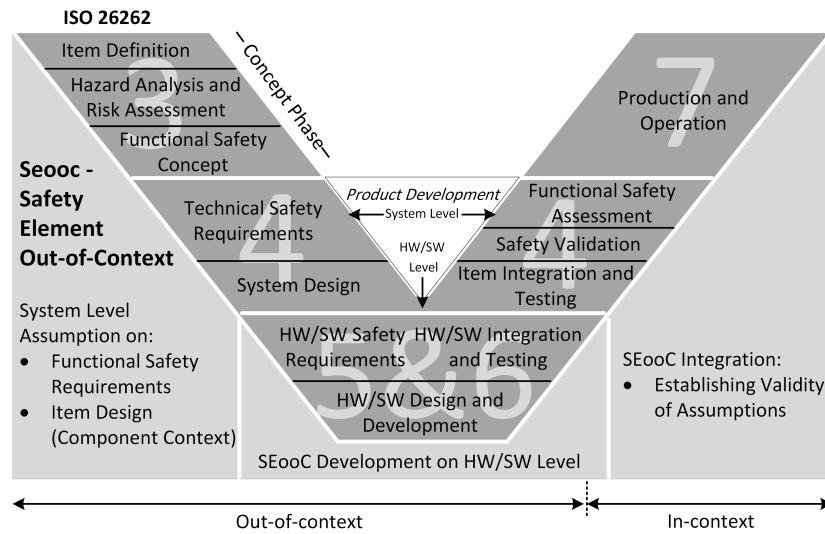 ISO 26262
Item Definition
Hazard Analysis and
Risk Assessment
Functional Safety
Concept
3
– Concept Phase –
7
Production and
Operation
Seooc -
Safety
Element
Out-of-Context
4
Technical Safety
Requirements
System Design
Product Development
System Level
HW/SW
Level
4
Functional Safety
Assessment
Safety Validation
Item Integration and
Testing
System Level
Assumption on:
• Functional Safety
Requirements
• Item Design
(Component Context)
5&6
HW/SW Safety
Requirements
HW/SW Integration
and Testing
HW/SW Design and
Development
SEooC Development on HW/SW Level
SEooC Integration:
• Establishing Validity
of Assumptions
Out-of-context
In-context